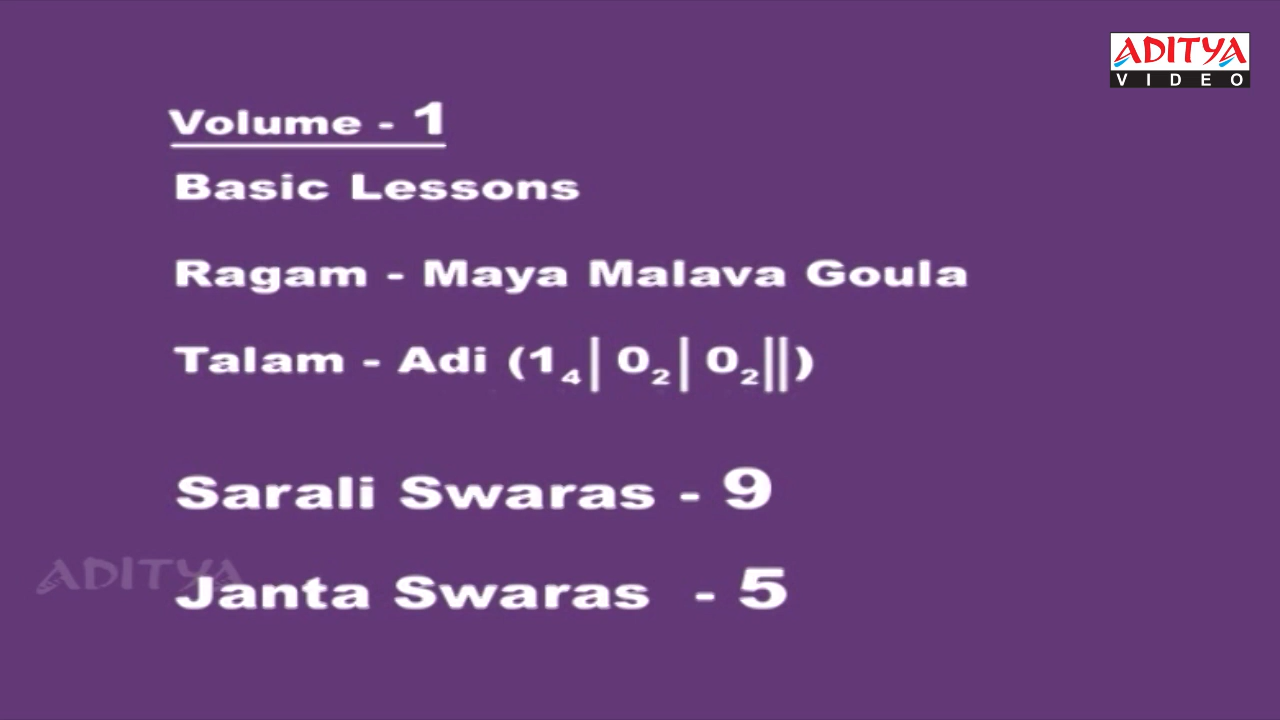 ADITYA
VIDEO
Volume - 1
Basic Lessons
Ragam - Maya Malava Goula
Talam - Adi (1₄| 0₂| 0₂||)
Sarali Swaras - 9
ADITYA
Janta Swaras - 5